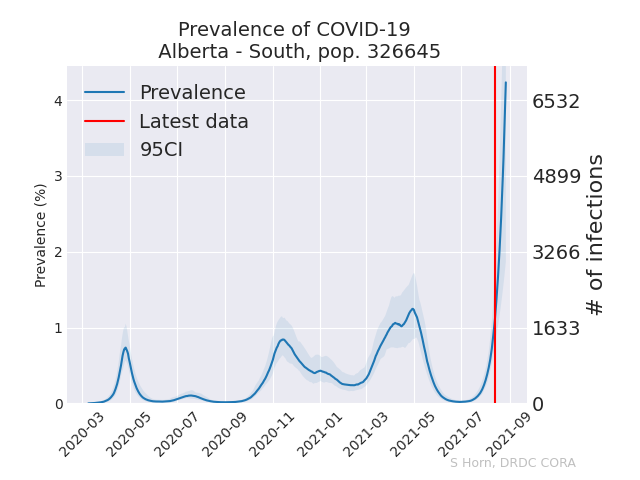 Prevalence of COVID-19
Alberta - South, pop. 326645
Prevalence
Latest data
95CI
Prevalence (%)
4
3
2
1
0
6532
4899
3266
1633
0
# of infections
2020-03
2020-05
2020-07
2020-09
2020-11
2021-01
2021-03
2021-05
2021-07
2021-09
S Horn, DRDC CORA